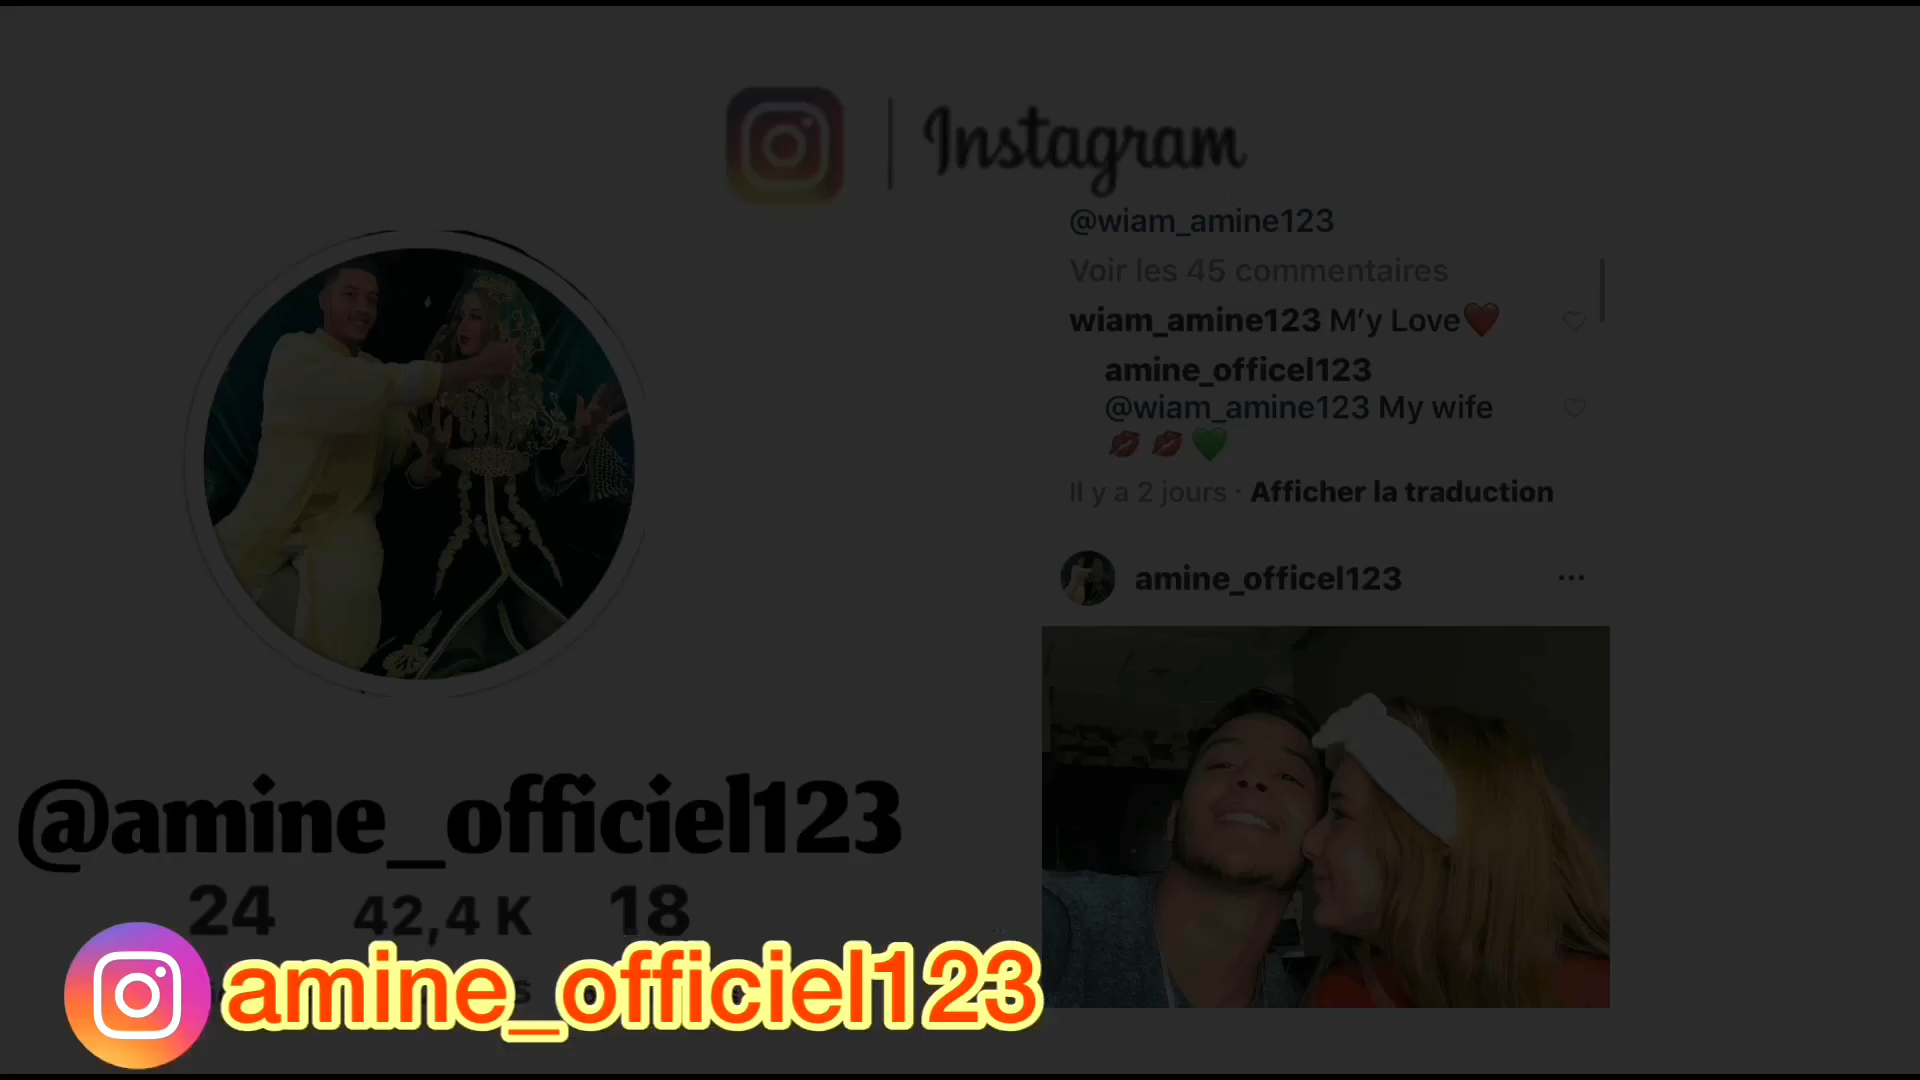 Instagram
@wiam_amine123
Voir les 45 commentaires
wiam_amine123 M'y Love❤️
amine_officel123
@wiam_amine123 My wife
💋 💋 💚
Il y a 2 jours · Afficher la traduction
amine_officel123
@amine_officiel123
24 42,4 K 18
amine_officiel123